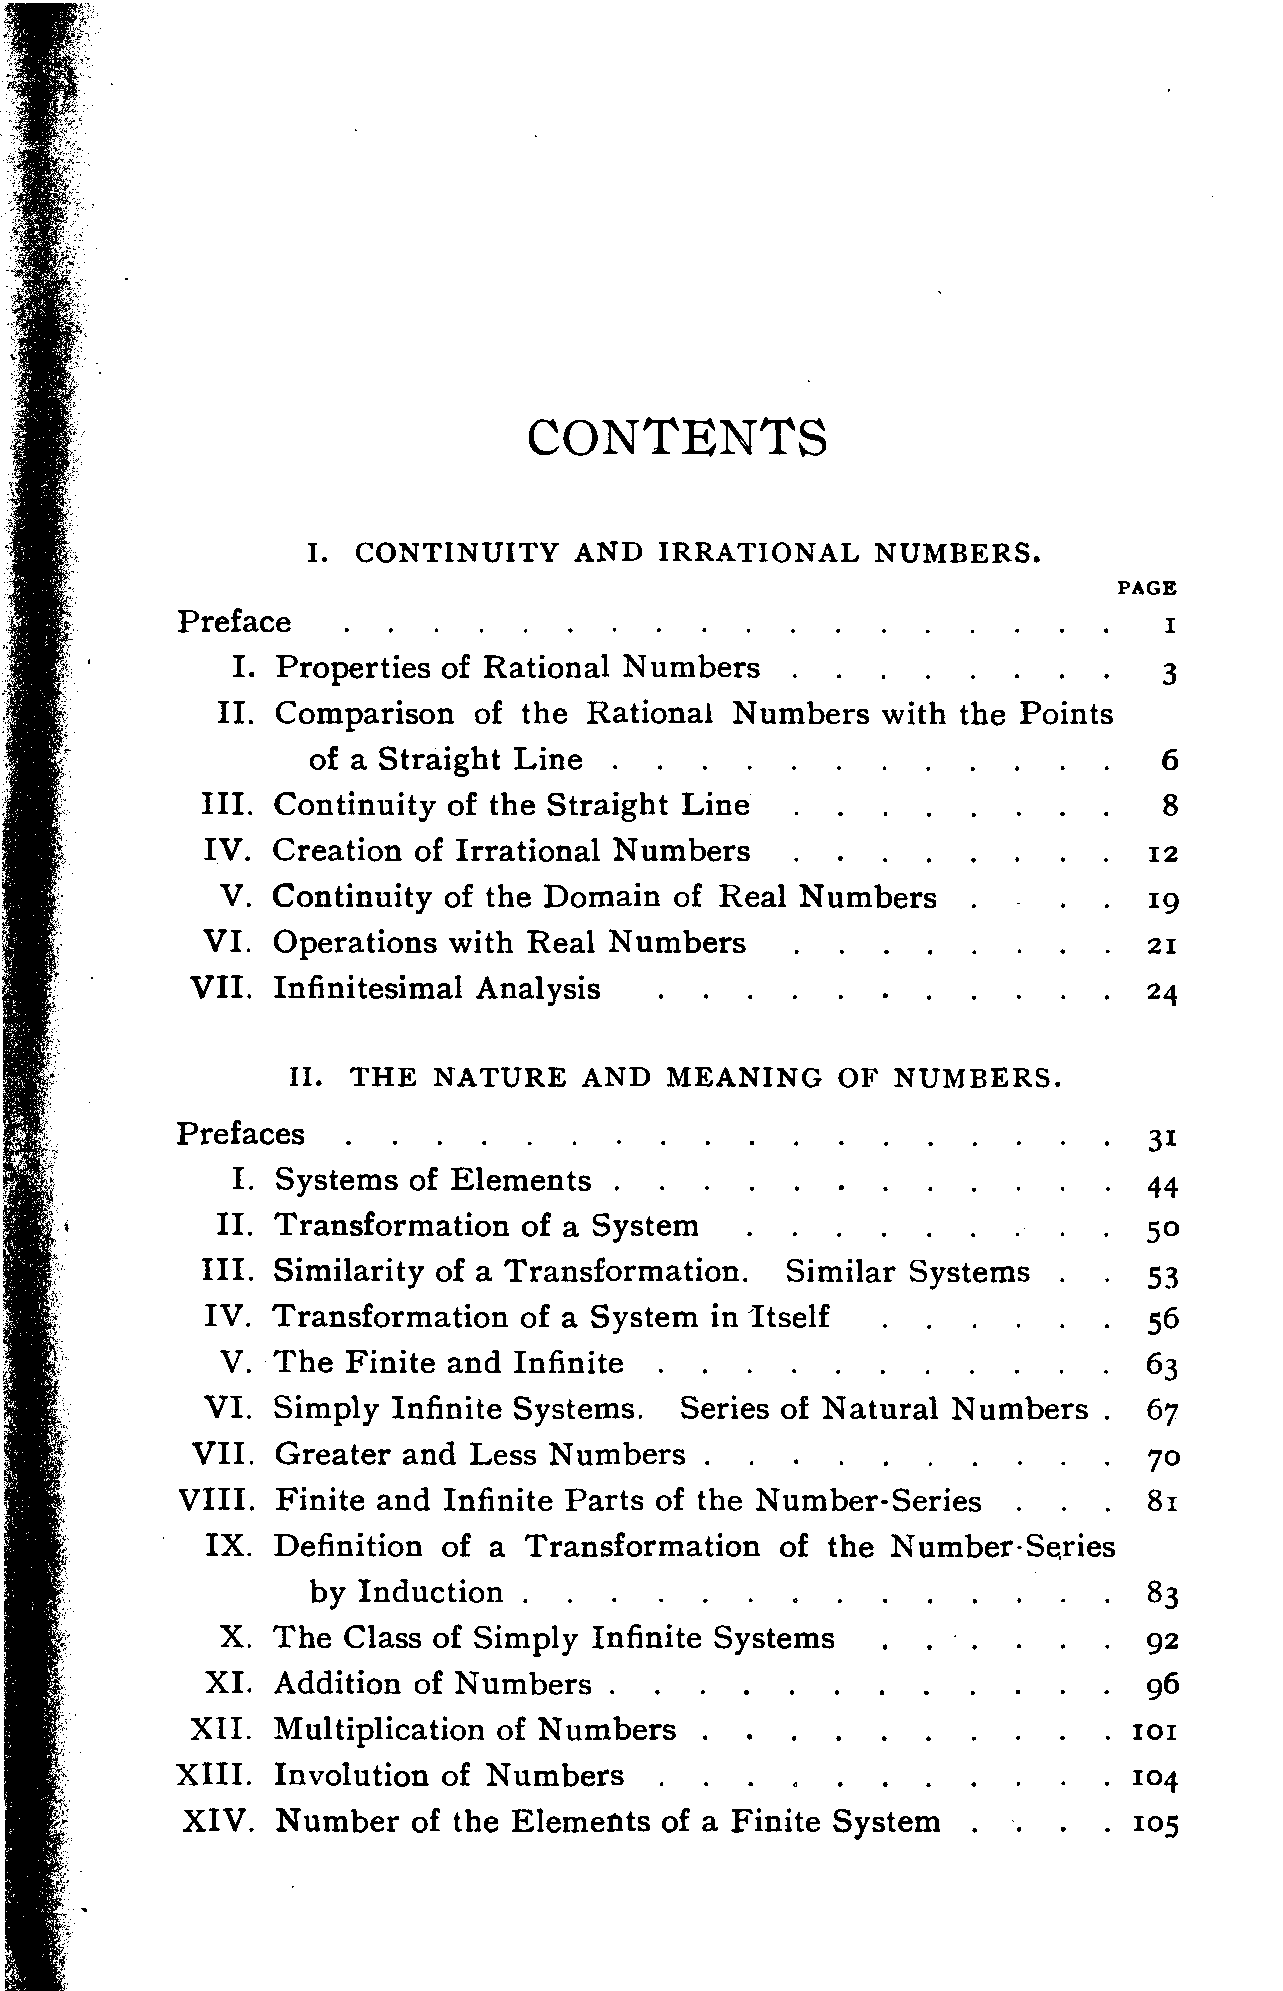 CONTENTS
I. CONTINUITY AND IRRATIONAL NUMBERS.
PAGE
Preface . . . . . . . . . . . . . . . . . . 1
I. Properties of Rational Numbers . . . . . . . . 3
II. Comparison of the Rational Numbers with the Points
of a Straight Line . . . . . . . . . . . . 6
III. Continuity of the Straight Line . . . . . . . . 8
IV. Creation of Irrational Numbers . . . . . . . . 12
V. Continuity of the Domain of Real Numbers . . . . 19
VI. Operations with Real Numbers . . . . . . . . 21
VII. Infinitesimal Analysis . . . . . . . . . . . 24
II. THE NATURE AND MEANING OF NUMBERS.
Prefaces . . . . . . . . . . . . . . . . . . 31
I. Systems of Elements . . . . . . . . . . . . 44
II. Transformation of a System . . . . . . . . . 50
III. Similarity of a Transformation. Similar Systems . . 53
IV. Transformation of a System in Itself . . . . . . 56
V. The Finite and Infinite . . . . . . . . . . . 63
VI. Simply Infinite Systems. Series of Natural Numbers . 67
VII. Greater and Less Numbers . . . . . . . . . . 70
VIII. Finite and Infinite Parts of the Number-Series . . . 81
IX. Definition of a Transformation of the Number-Series
by Induction . . . . . . . . . . . . . . 83
X. The Class of Simply Infinite Systems . . . . . . 92
XI. Addition of Numbers . . . . . . . . . . . . 96
XII. Multiplication of Numbers . . . . . . . . . . 101
XIII. Involution of Numbers . . . . . . . . . . . 104
XIV. Number of the Elements of a Finite System . . . . 105